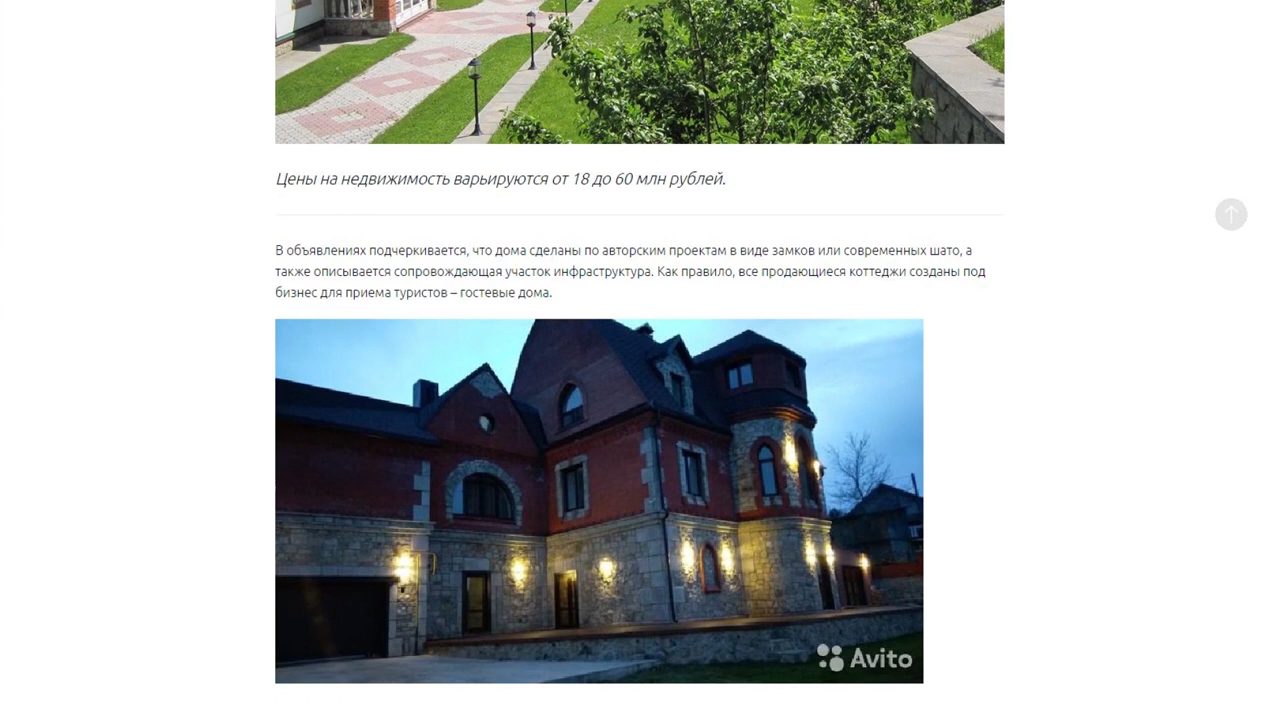 Цены на недвижимость варьируются от 18 до 60 млн рублей.
В объявлениях подчеркивается, что дома сделаны по авторским проектам в виде замков или современных шато, а
также описывается сопровождающая участок инфраструктура. Как правило, все продающиеся коттеджи созданы под
бизнес для приема туристов – гостевые дома.
Avito